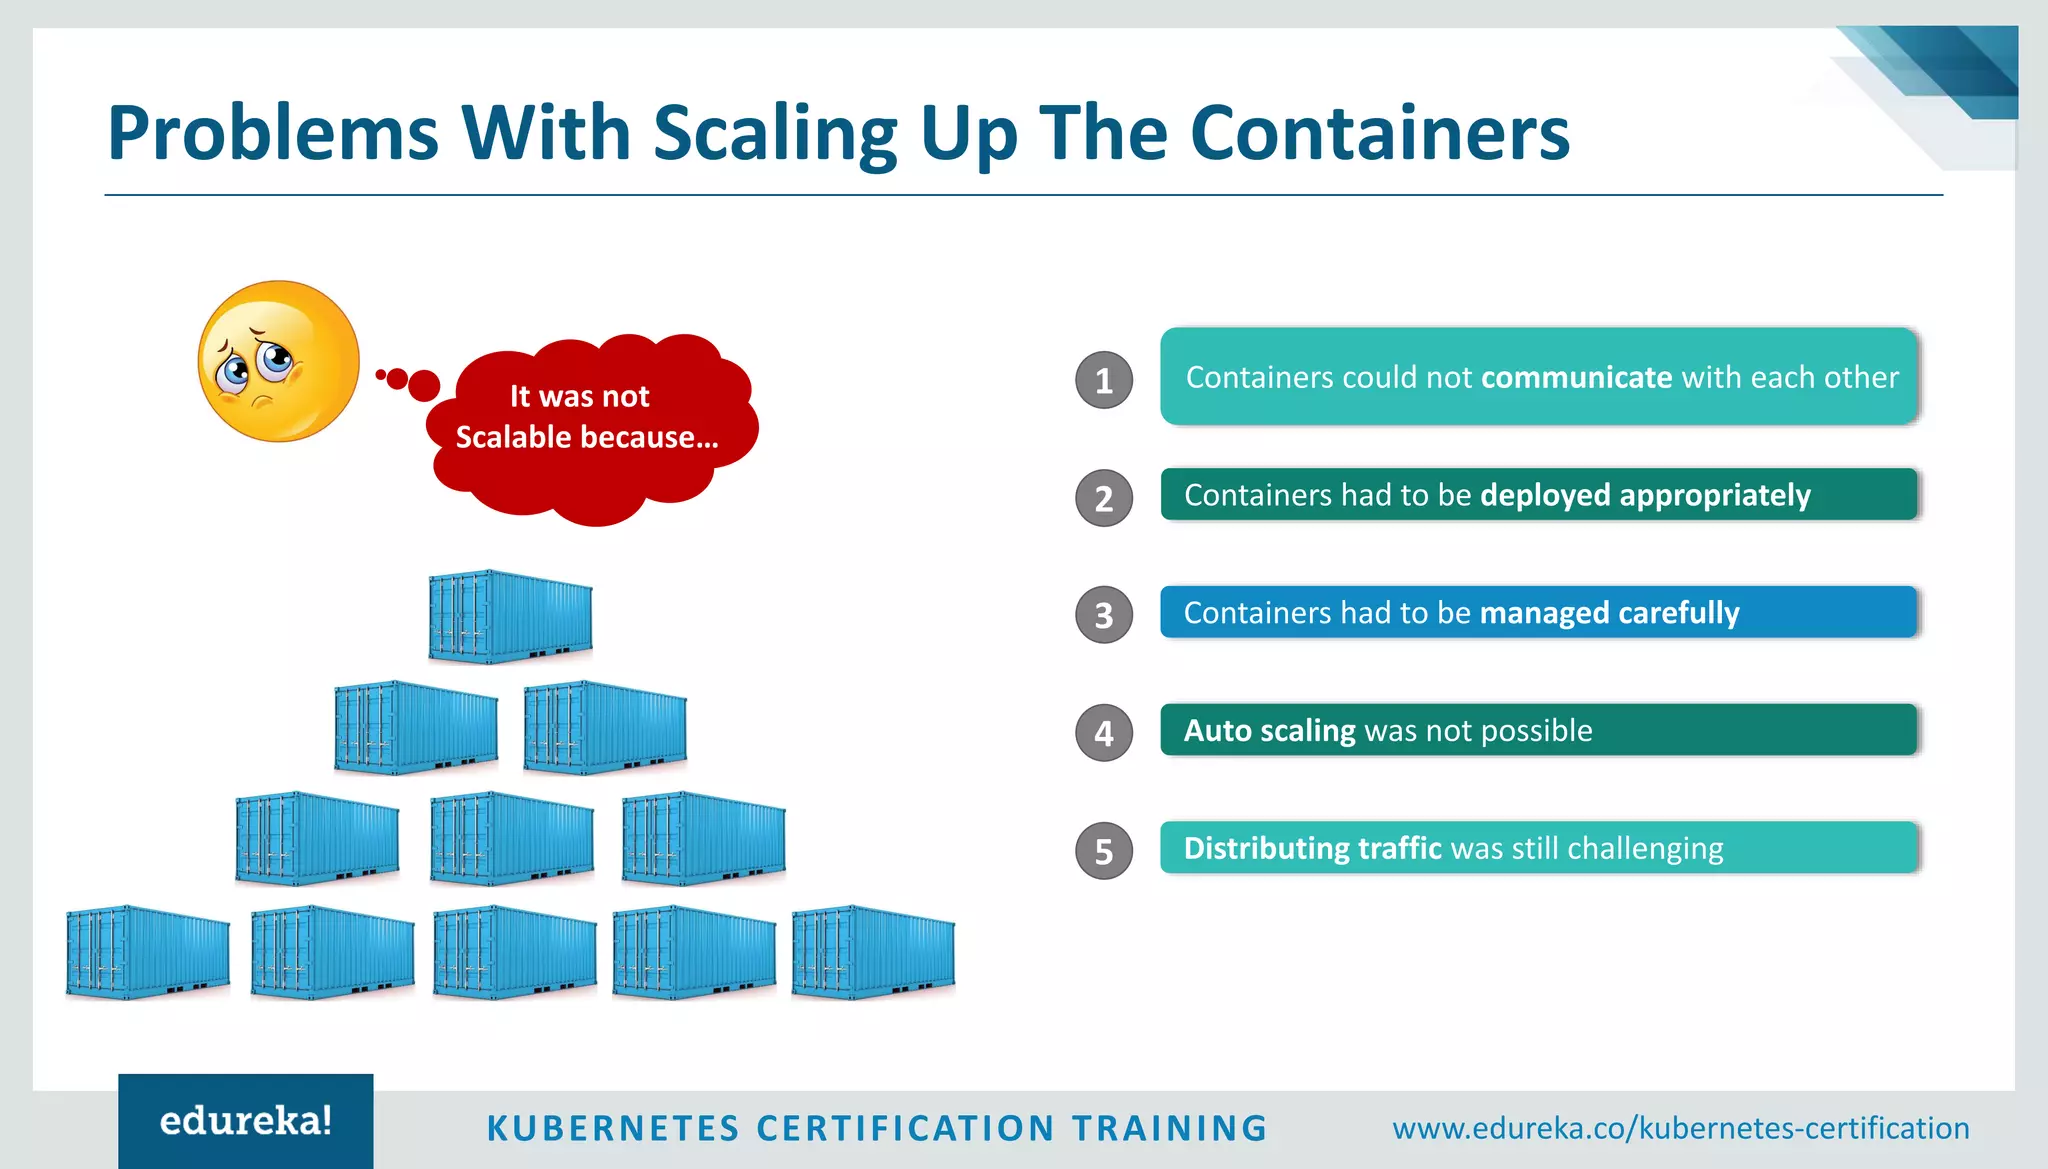 Problems With Scaling Up The Containers
It was not
Scalable because...
1
Containers could not communicate with each other
2
Containers had to be deployed appropriately
3
Containers had to be managed carefully
4
Auto scaling was not possible
5
Distributing traffic was still challenging
edureka!
KUBERNETES CERTIFICATION TRAINING
www.edureka.co/kubernetes-certification